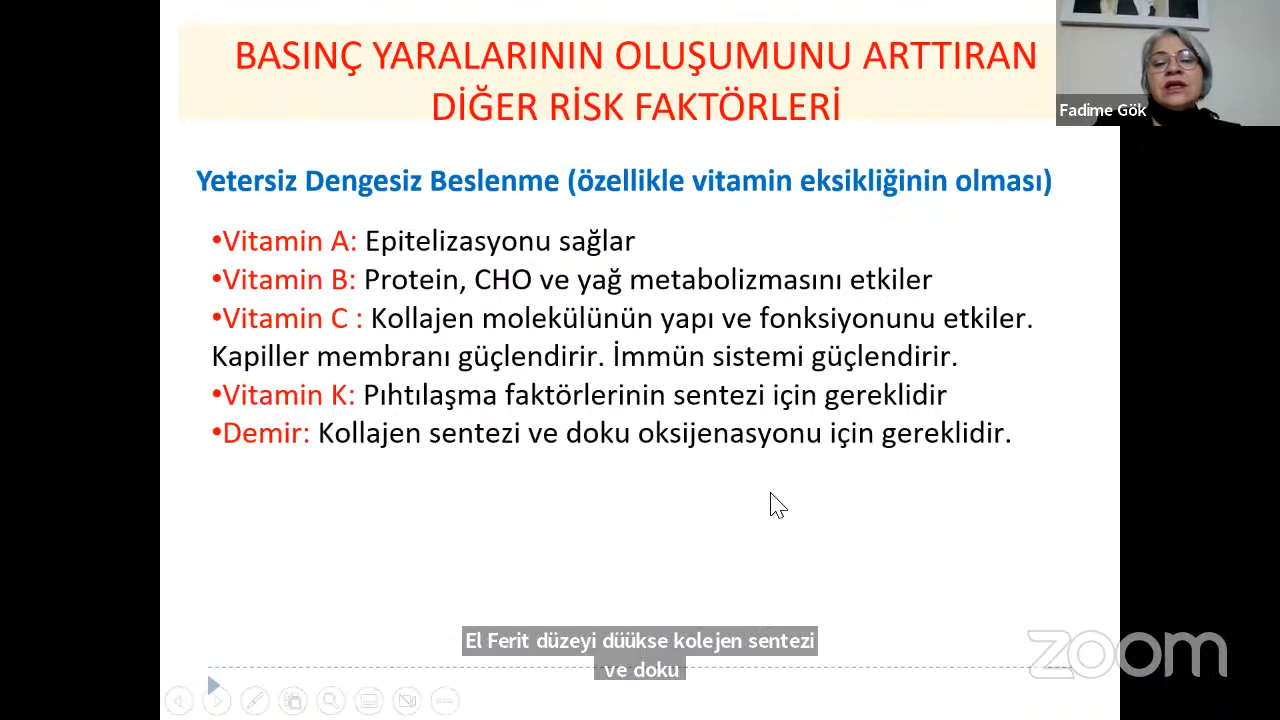 BASINÇ YARALARININ OLUŞUMUNU ARTTIRAN
DİĞER RİSK FAKTÖRLERİ
Fadime Gök
Yetersiz Dengesiz Beslenme (özellikle vitamin eksikliğinin olması)
•Vitamin A: Epitelizasyonu sağlar
•Vitamin B: Protein, CHO ve yağ metabolizmasını etkiler
•Vitamin C : Kollajen molekülünün yapı ve fonksiyonunu etkiler.
Kapiller membranı güçlendirir. İmmün sistemi güçlendirir.
•Vitamin K: Pıhtılaşma faktörlerinin sentezi için gereklidir
•Demir: Kollajen sentezi ve doku oksijenasyonu için gereklidir.
El Ferit düzeyi düükse kolejen sentezi
ve doku
zoom